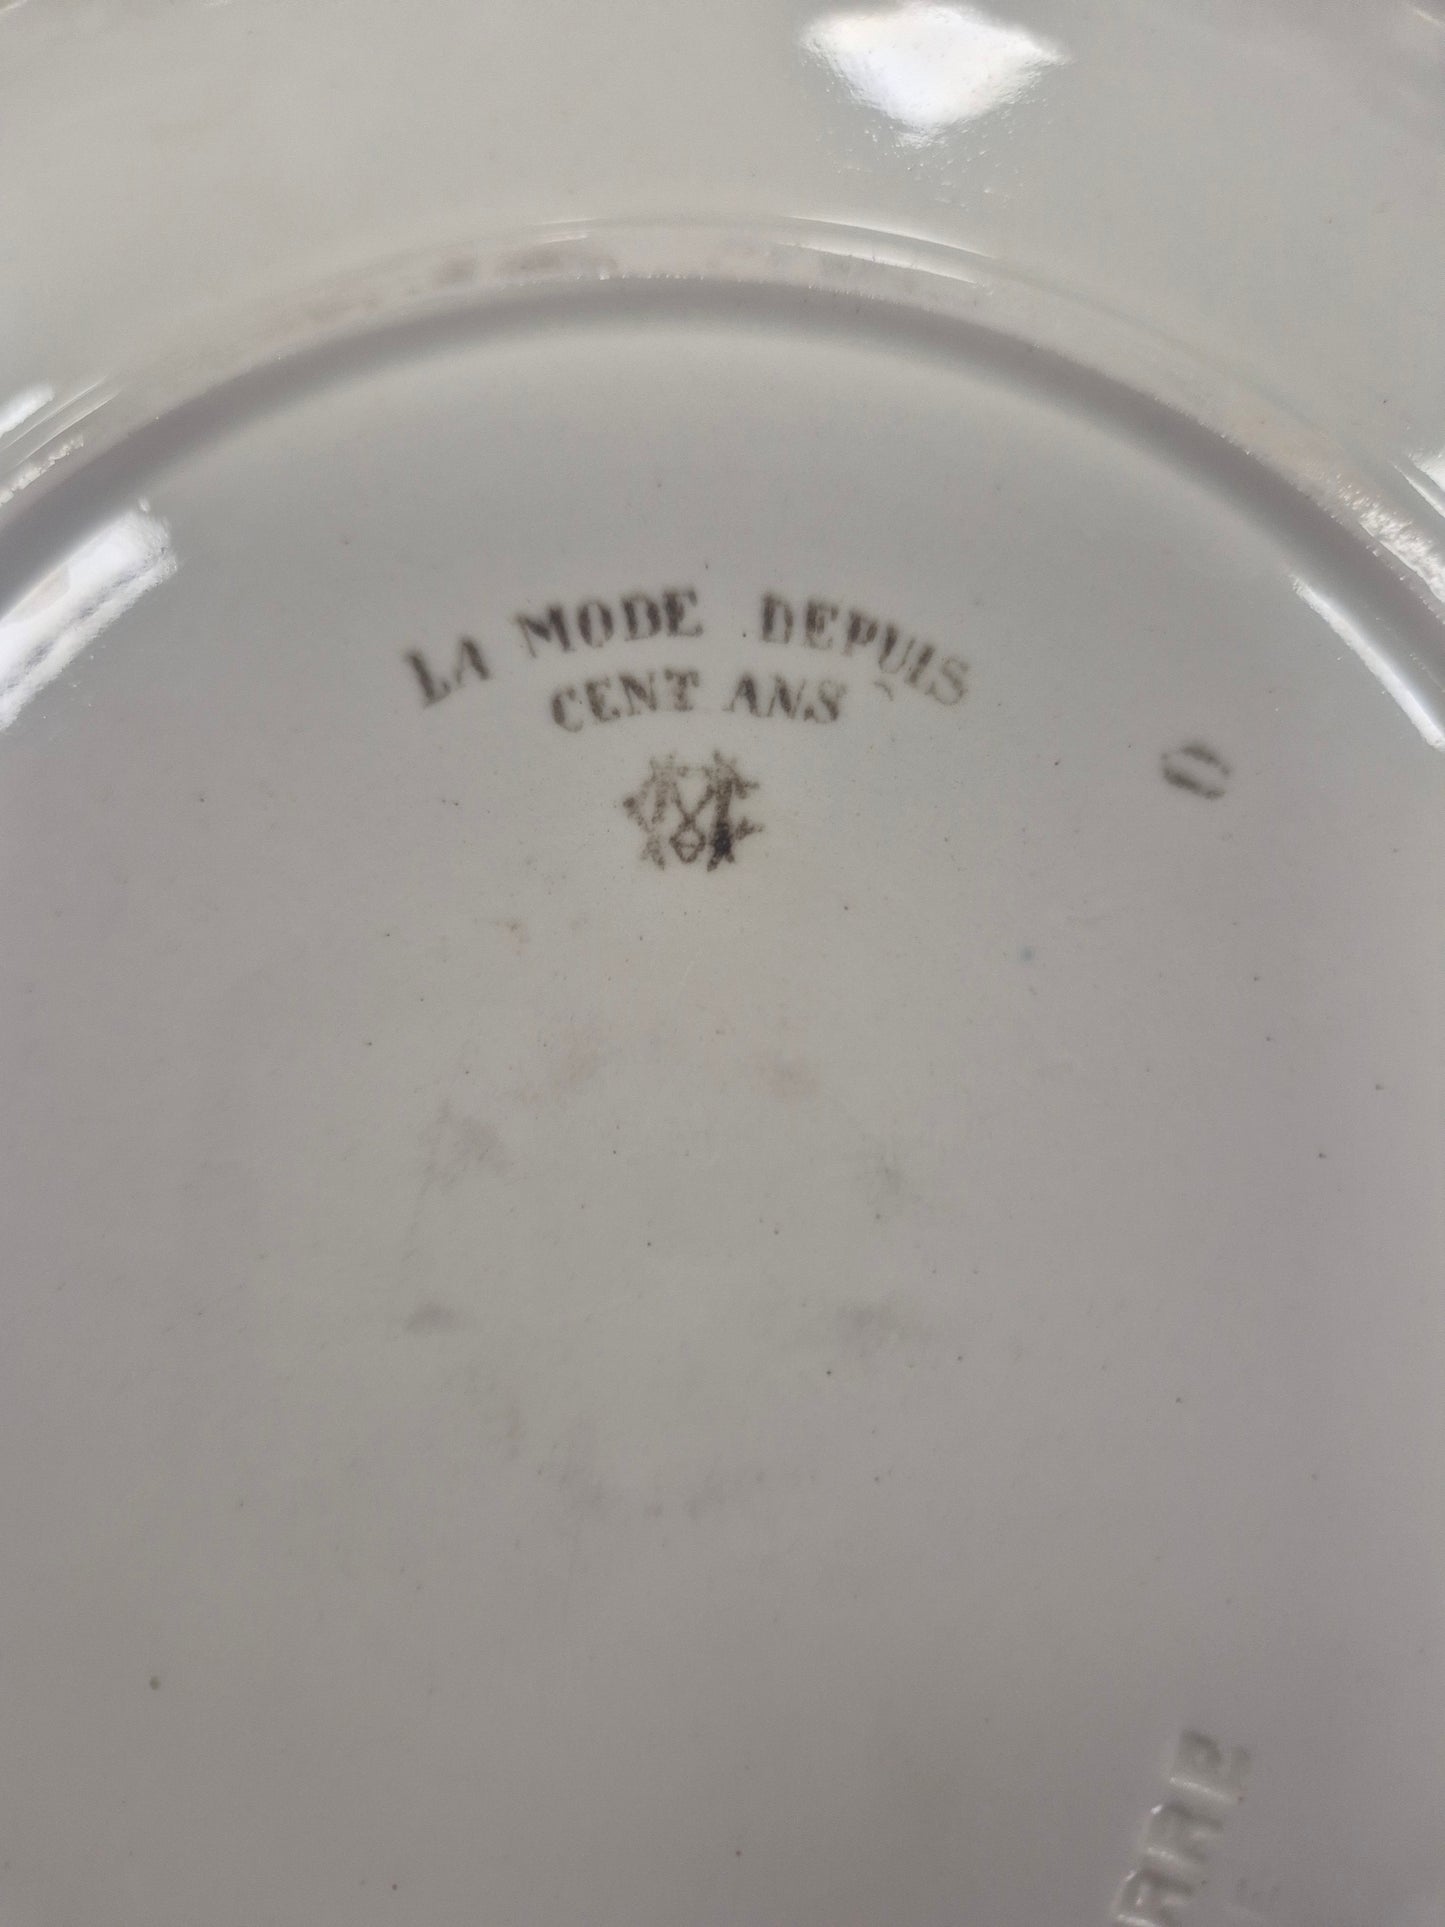 LA MODE DEPUIS
CENT ANS
O